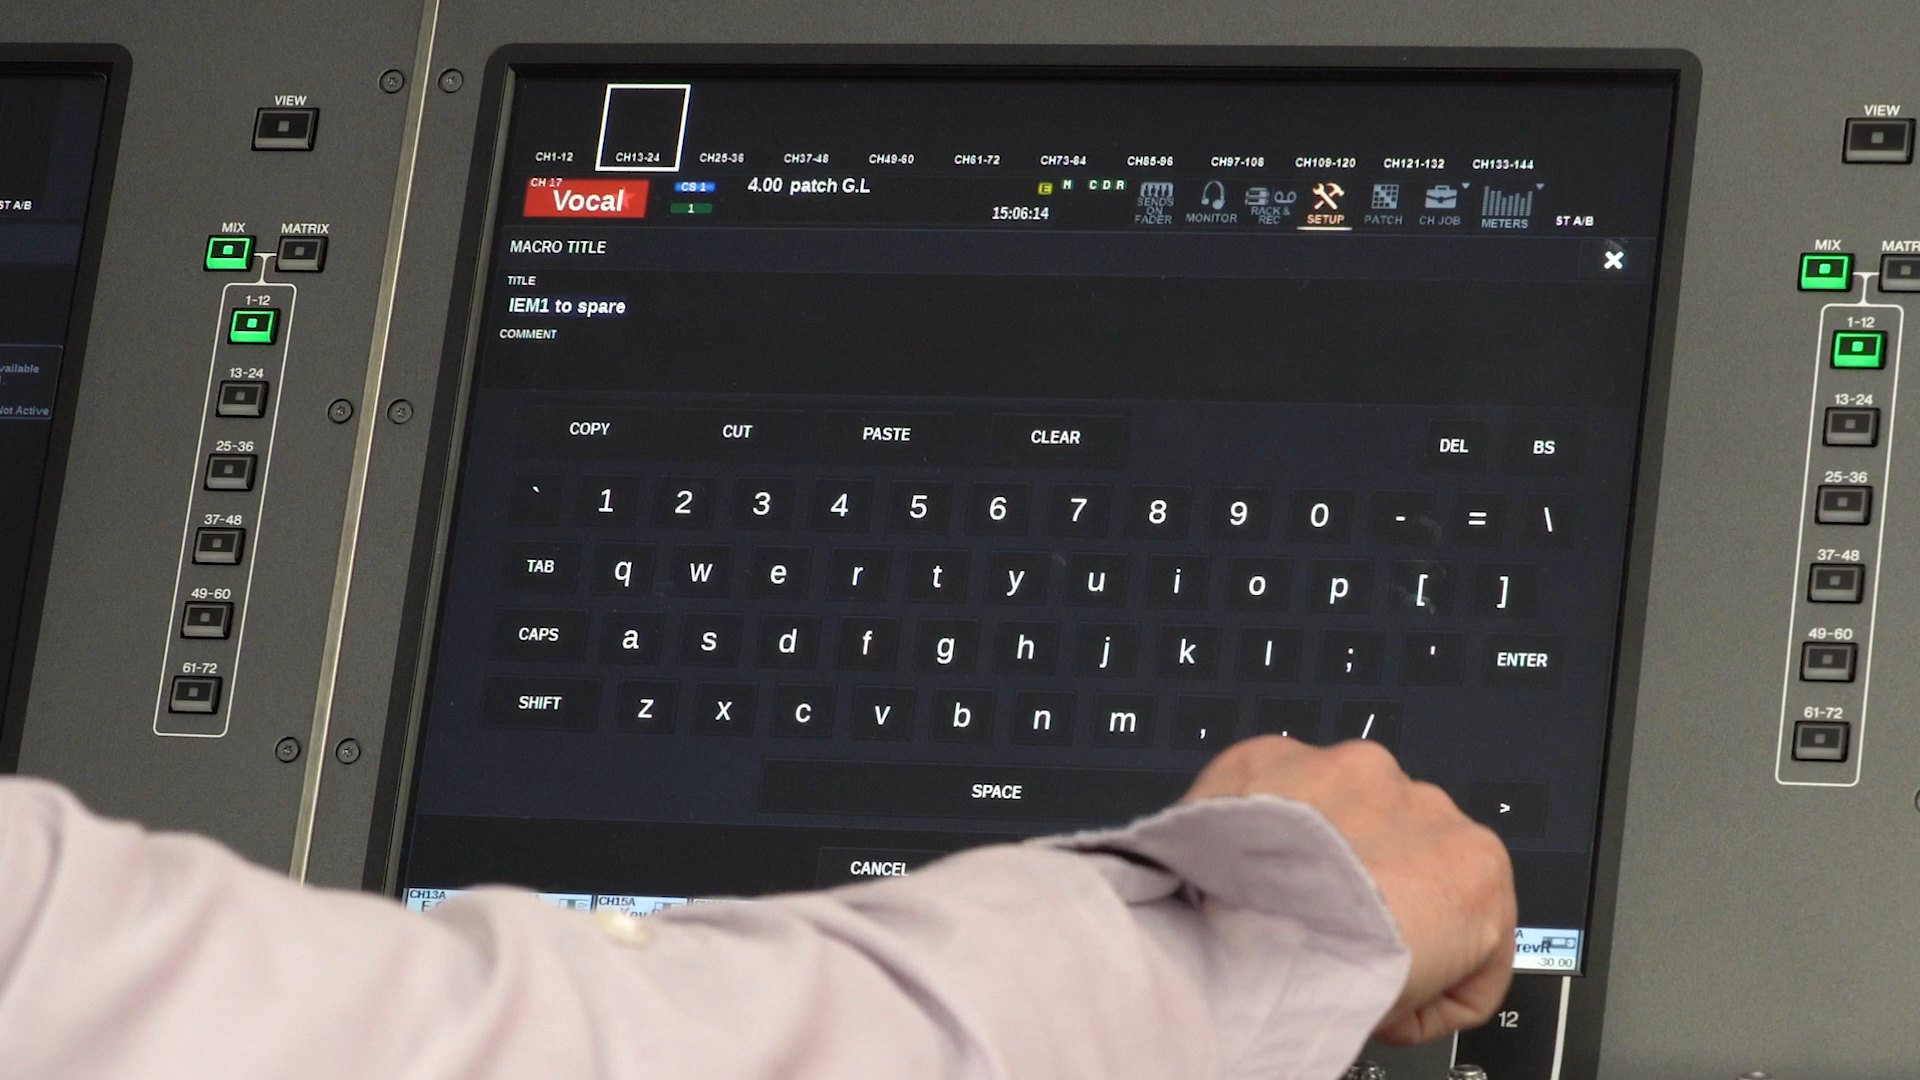 VIEW
ST A/B
MIX MATRIX
1-12
13-24
25-36
37-48
49-60
61-72
vailable
Not Active
CH1-12 CH13-24 CH25-36 CH37-48 CH49-60 CH61-72 CH73-84 CH85-96 CH97-108 CH109-120 CH121-132 CH133-144
CH 17
Vocal
CS 1
1
4.00 patch G.L
15:06:14
E M C D R
SENDS ON FADER
MONITOR
RACK & REC
SETUP
PATCH
CH JOB
METERS
ST A/B
MACRO TITLE
TITLE
IEM1 to spare
COMMENT
COPY CUT PASTE CLEAR DEL BS
` 1 2 3 4 5 6 7 8 9 0 - = \
TAB q w e r t y u i o p [ ]
CAPS a s d f g h j k l ; ' ENTER
SHIFT z x c v b n m , . /
SPACE >
CANCEL
CH13A
CH15A
revR
-30.00
12
VIEW
MIX MATR
1-12
13-24
25-36
37-48
49-60
61-72